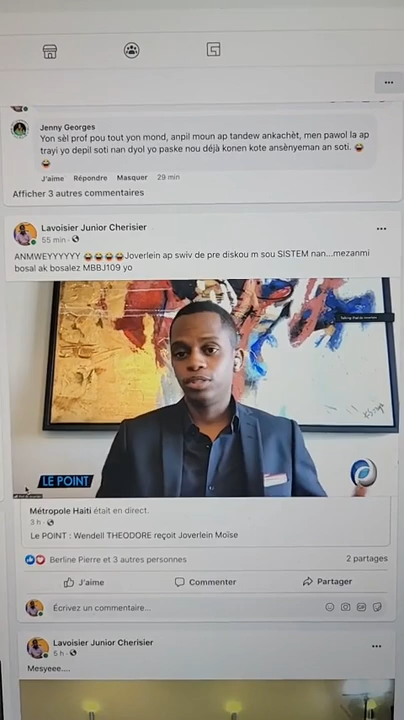 Jenny Georges
Yon sèl prof pou tout yon mond, anpil moun ap tandew ankachèt, men pawol la ap
trayi yo depil soti nan dyol yo paske nou déjà konen kote ansènyeman an soti. 😂
😂
J'aime Répondre Masquer 29 min
Afficher 3 autres commentaires
Lavoisier Junior Cherisier
55 min
ANMWEYYYYYY 😂😂😂😂Joverlein ap swiv de pre diskou m sou SISTEM nan...mezanmi
bosal ak bosalez MBBJ109 yo
LE POINT
Métropole Haiti était en direct.
3 h
Le POINT : Wendell THEODORE reçoit Joverlein Moïse
Berline Pierre et 3 autres personnes 2 partages
J'aime Commenter Partager
Écrivez un commentaire...
Lavoisier Junior Cherisier
5 h
Mesyeee....